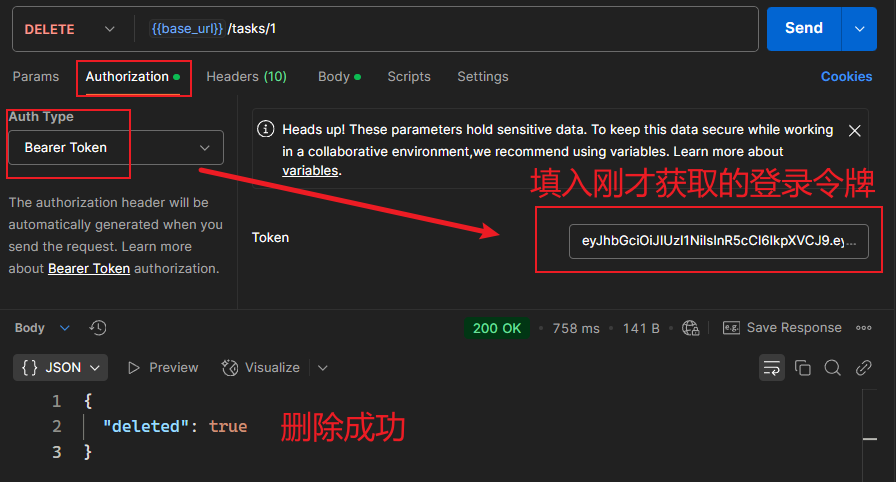 DELETE
{{base_url}} /tasks/1
Send
Params
Authorization
Headers (10)
Body
Scripts
Settings
Cookies
Auth Type
Bearer Token
The authorization header will be
automatically generated when you
send the request. Learn more
about Bearer Token authorization.
Heads up! These parameters hold sensitive data. To keep this data secure while working
in a collaborative environment,we recommend using variables. Learn more about
variables.
填入刚才获取的登录令牌
Token
eyJhbGciOiJIUzI1NiIsInR5cCI6IkpXVCJ9.ey...
Body
200 OK
758 ms
141 B
e.g.
Save Response
{} JSON
Preview
Visualize
1 {
2 "deleted": true
删除成功
3 }